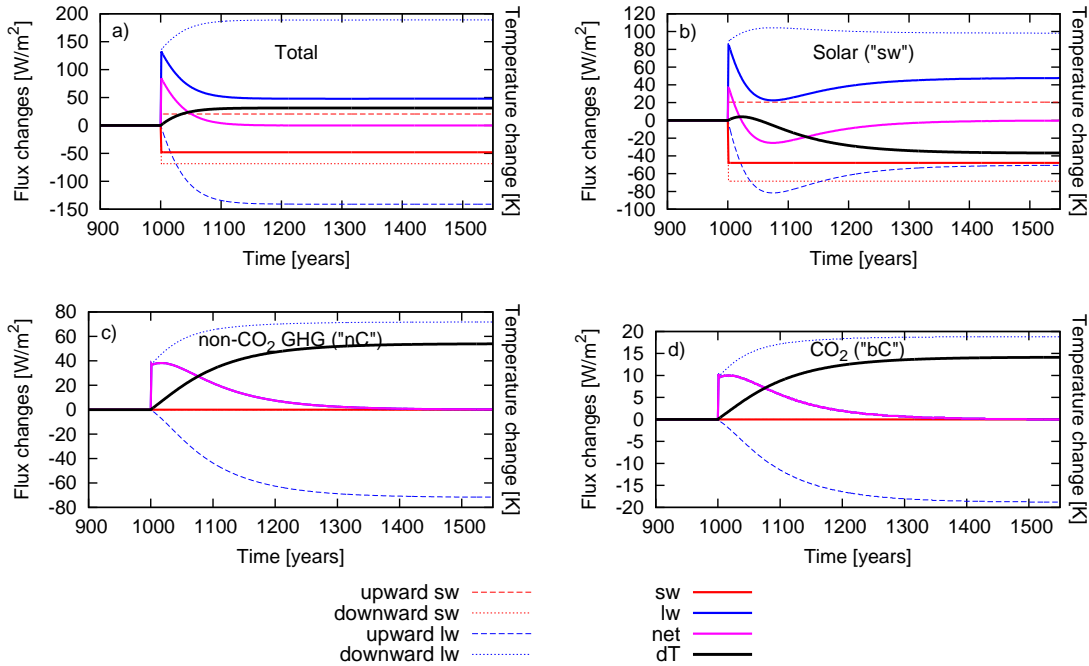 a)
Total
Flux changes [W/m²]
200
150
100
50
0
-50
-100
-150
900 1000 1100 1200 1300 1400 1500
Time [years]
Temperature change [K]
b)
Solar ("sw")
Flux changes [W/m²]
120
100
80
60
40
20
0
-20
-40
-60
-80
-100
900 1000 1100 1200 1300 1400 1500
Time [years]
Temperature change [K]
c)
non-CO₂ GHG ("nC")
Flux changes [W/m²]
80
60
40
20
0
-20
-40
-60
-80
900 1000 1100 1200 1300 1400 1500
Time [years]
Temperature change [K]
d)
CO₂ ("bC")
Flux changes [W/m²]
20
15
10
5
0
-5
-10
-15
-20
900 1000 1100 1200 1300 1400 1500
Time [years]
Temperature change [K]
upward sw
downward sw
upward lw
downward lw
sw
lw
net
dT